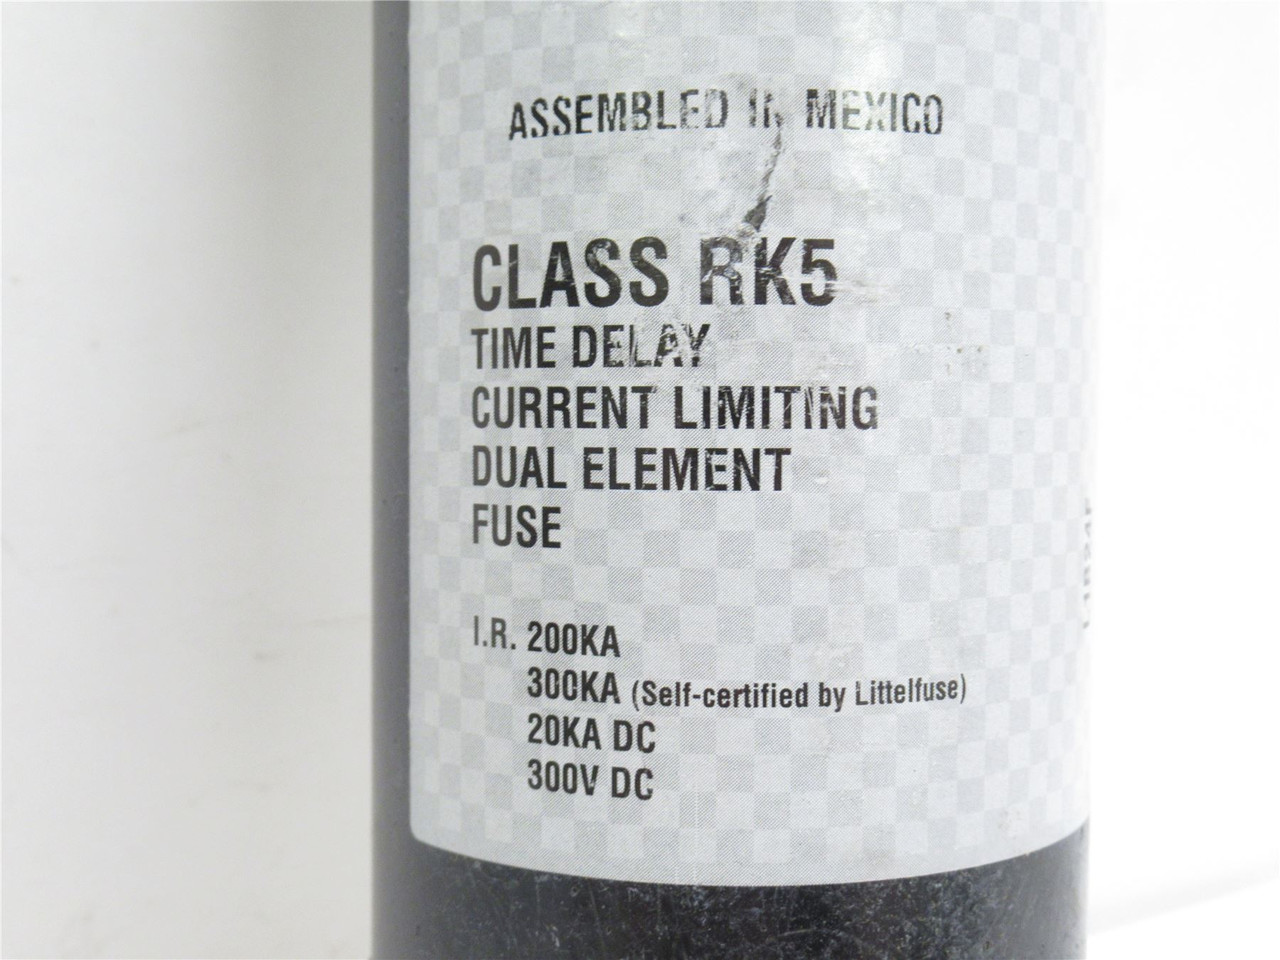 ASSEMBLED IN MEXICO
CLASS RK5
TIME DELAY
CURRENT LIMITING
DUAL ELEMENT
FUSE
I.R. 200KA
300KA (Self-certified by Littelfuse)
20KA DC
300V DC